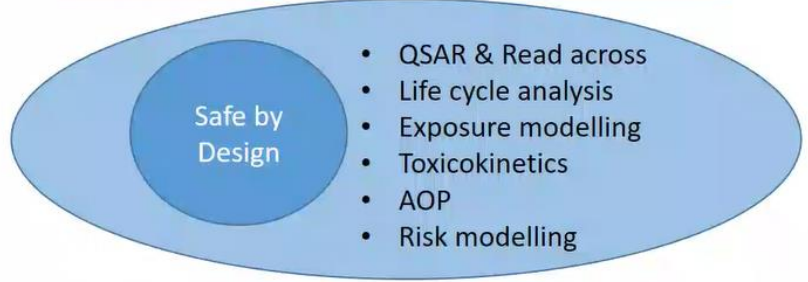 Safe by
Design
• QSAR & Read across
• Life cycle analysis
• Exposure modelling
• Toxicokinetics
• AOP
• Risk modelling